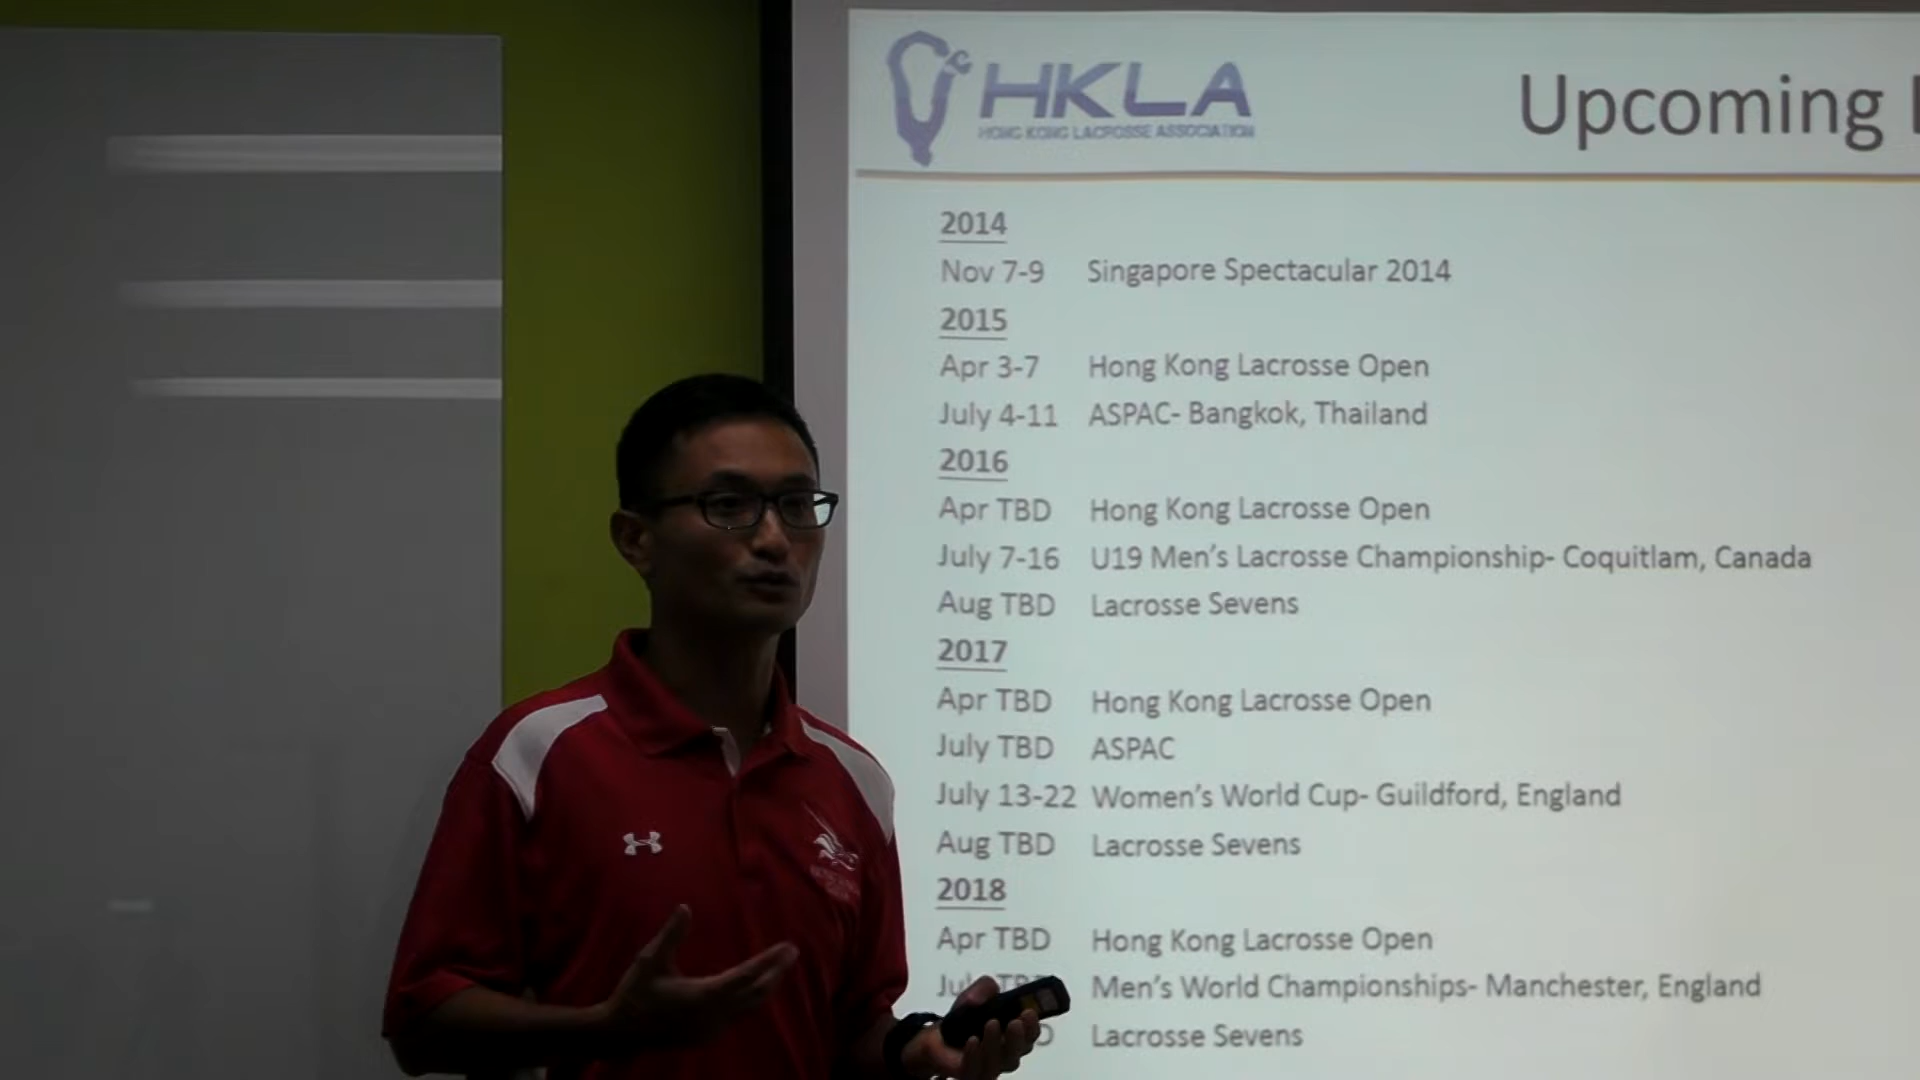 HKLA
HONG KONG LACROSSE ASSOCIATION
Upcoming
2014
Nov 7-9 Singapore Spectacular 2014
2015
Apr 3-7 Hong Kong Lacrosse Open
July 4-11 ASPAC- Bangkok, Thailand
2016
Apr TBD Hong Kong Lacrosse Open
July 7-16 U19 Men's Lacrosse Championship- Coquitlam, Canada
Aug TBD Lacrosse Sevens
2017
Apr TBD Hong Kong Lacrosse Open
July TBD ASPAC
July 13-22 Women's World Cup- Guildford, England
Aug TBD Lacrosse Sevens
2018
Apr TBD Hong Kong Lacrosse Open
July TBD Men's World Championships- Manchester, England
Lacrosse Sevens